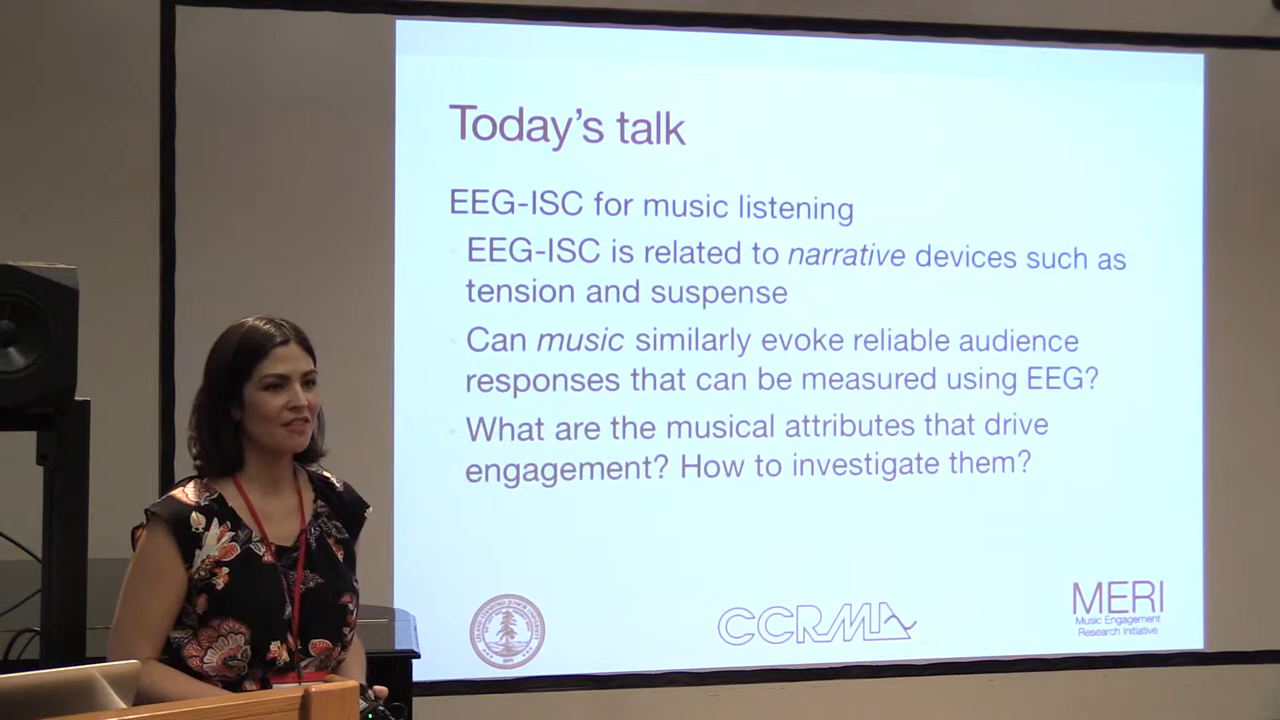 Today's talk
EEG-ISC for music listening
EEG-ISC is related to narrative devices such as
tension and suspense
Can music similarly evoke reliable audience
responses that can be measured using EEG?
What are the musical attributes that drive
engagement? How to investigate them?
CCRMA
MERI
Music Engagement
Research Initiative